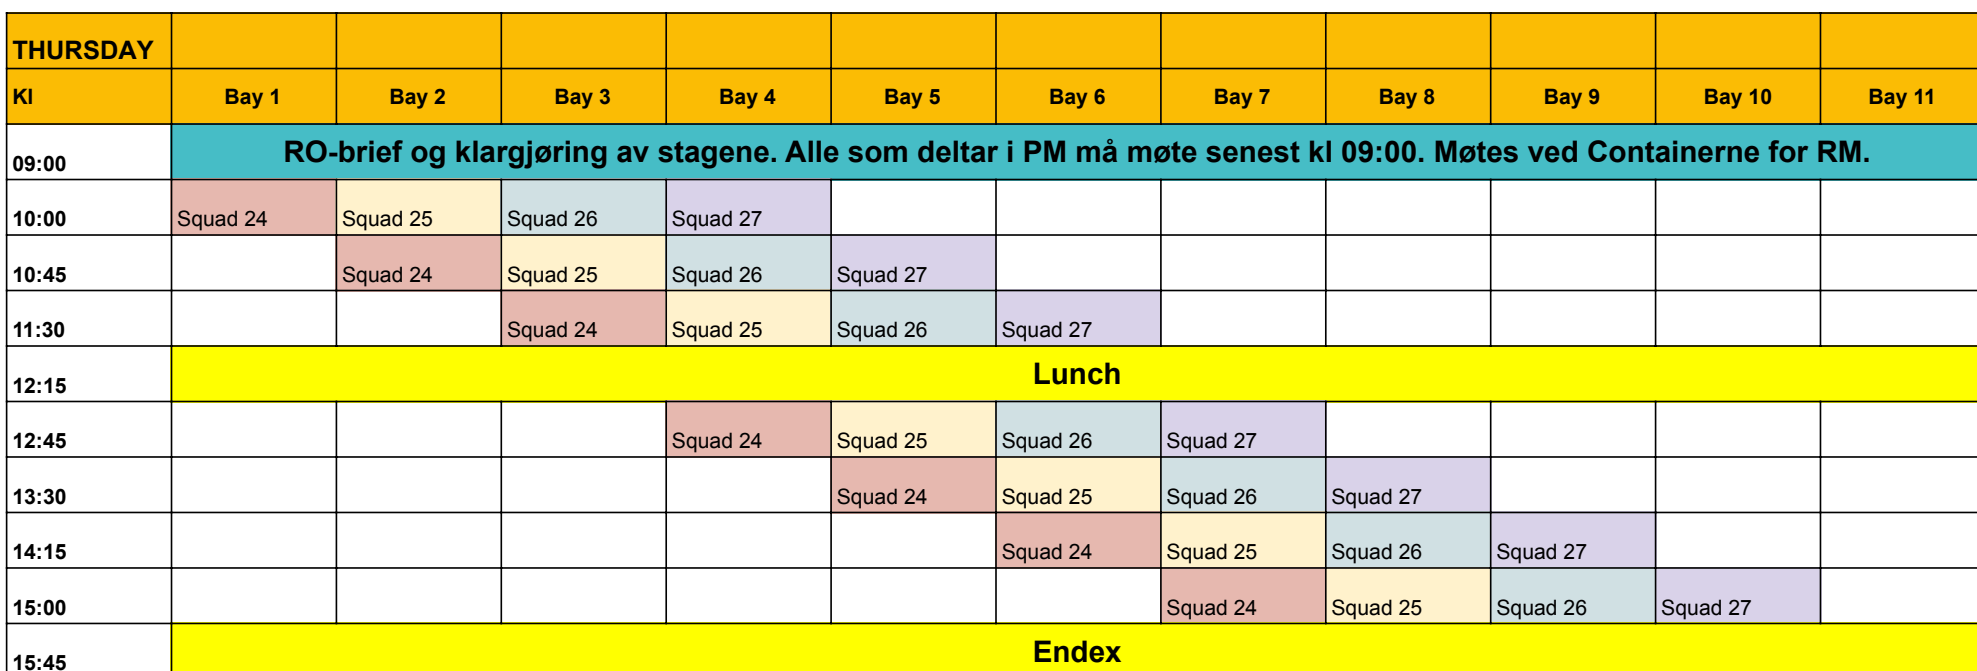 THURSDAY
Kl Bay 1 Bay 2 Bay 3 Bay 4 Bay 5 Bay 6 Bay 7 Bay 8 Bay 9 Bay 10 Bay 11
09:00 RO-brief og klargjøring av stagene. Alle som deltar i PM må møte senest kl 09:00. Møtes ved Containerne for RM.
10:00 Squad 24 Squad 25 Squad 26 Squad 27
10:45 Squad 24 Squad 25 Squad 26 Squad 27
11:30 Squad 24 Squad 25 Squad 26 Squad 27
12:15 Lunch
12:45 Squad 24 Squad 25 Squad 26 Squad 27
13:30 Squad 24 Squad 25 Squad 26 Squad 27
14:15 Squad 24 Squad 25 Squad 26 Squad 27
15:00 Squad 24 Squad 25 Squad 26 Squad 27
15:45 Endex